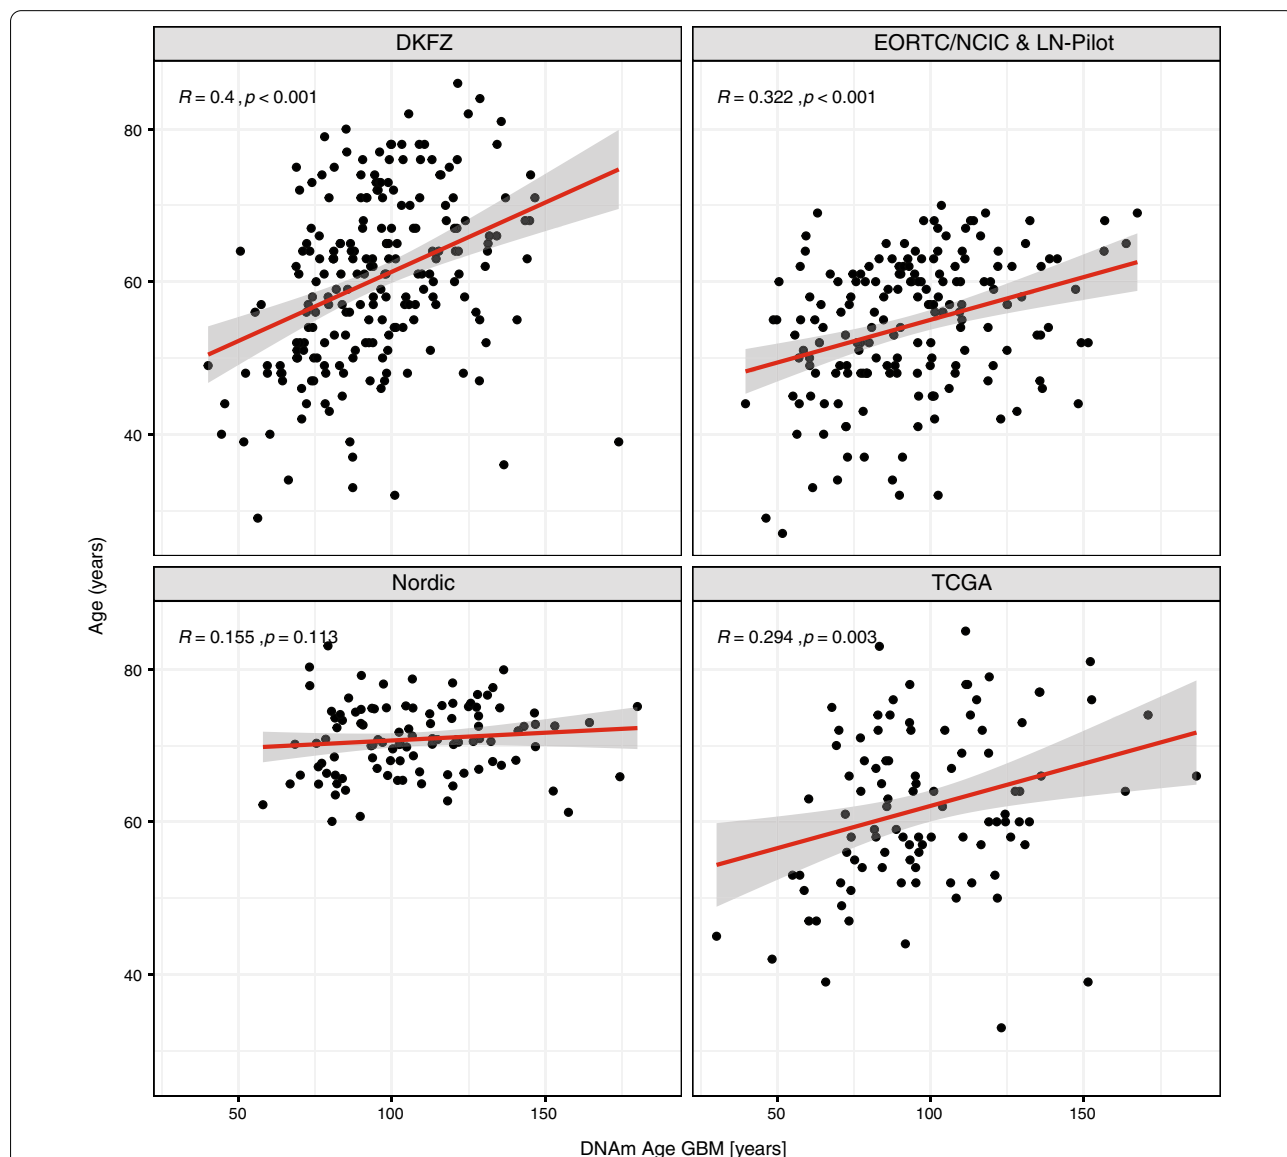 DKFZ
EORTC/NCIC & LN-Pilot
R = 0.4 , p < 0.001
R = 0.322 , p < 0.001
80
60
40
Nordic
TCGA
R = 0.155 , p = 0.113
R = 0.294 , p = 0.003
80
60
40
Age (years)
50 100 150 50 100 150
DNAm Age GBM [years]